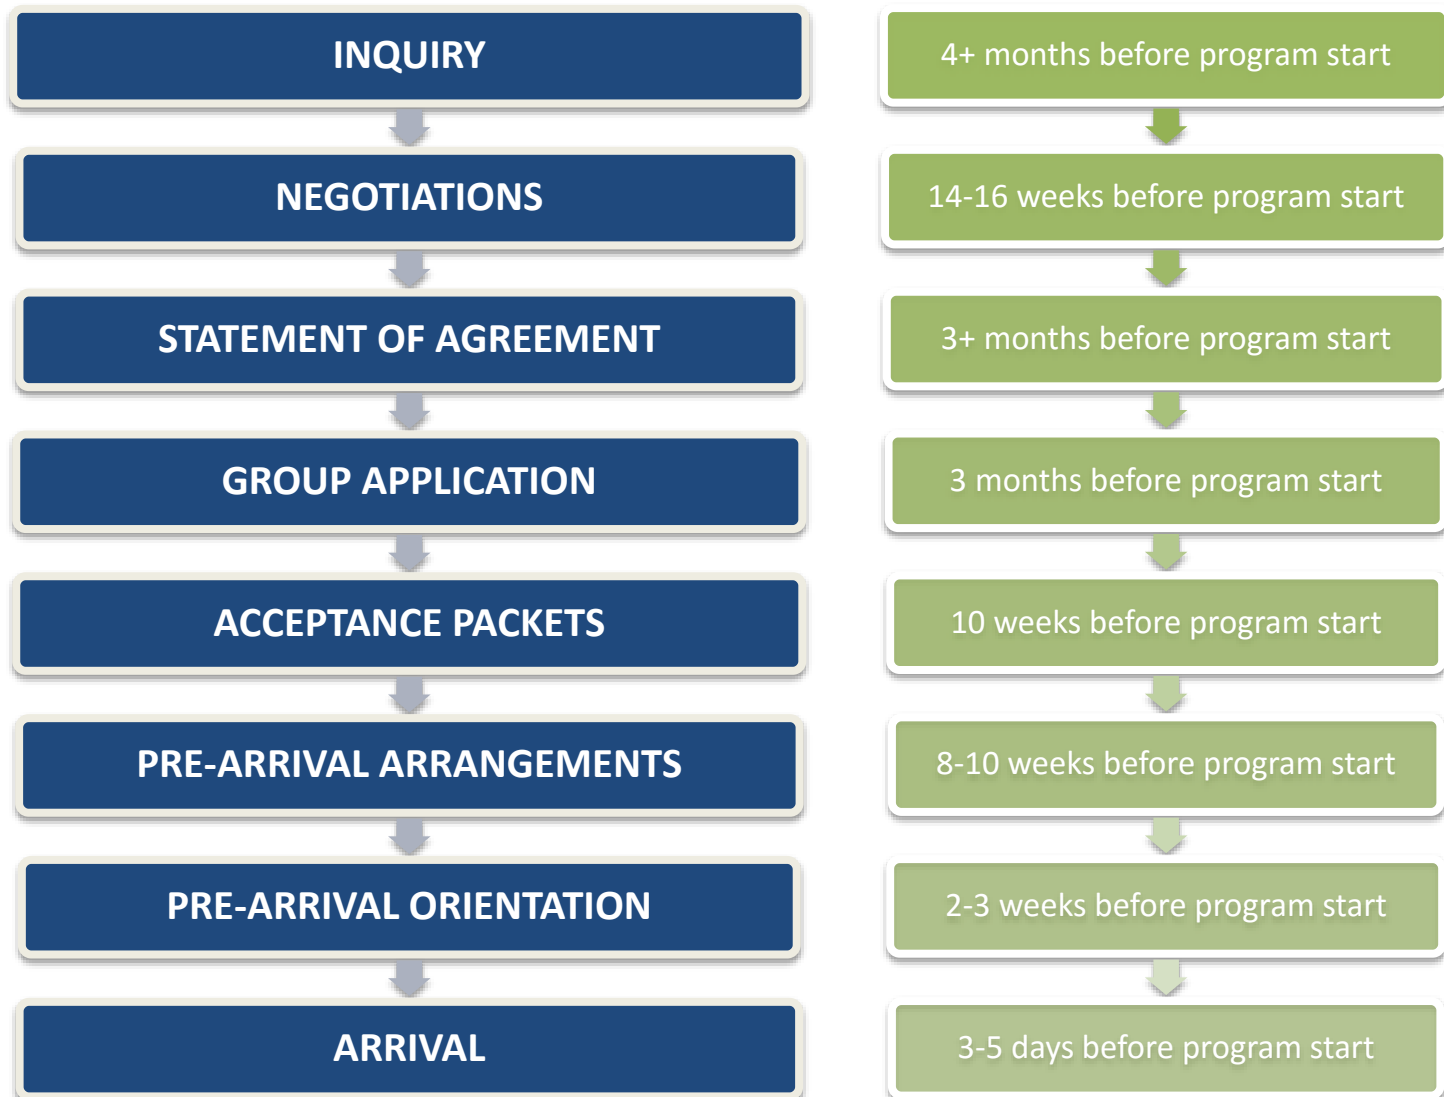 INQUIRY
4+ months before program start
NEGOTIATIONS
14-16 weeks before program start
STATEMENT OF AGREEMENT
3+ months before program start
GROUP APPLICATION
3 months before program start
ACCEPTANCE PACKETS
10 weeks before program start
PRE-ARRIVAL ARRANGEMENTS
8-10 weeks before program start
PRE-ARRIVAL ORIENTATION
2-3 weeks before program start
ARRIVAL
3-5 days before program start